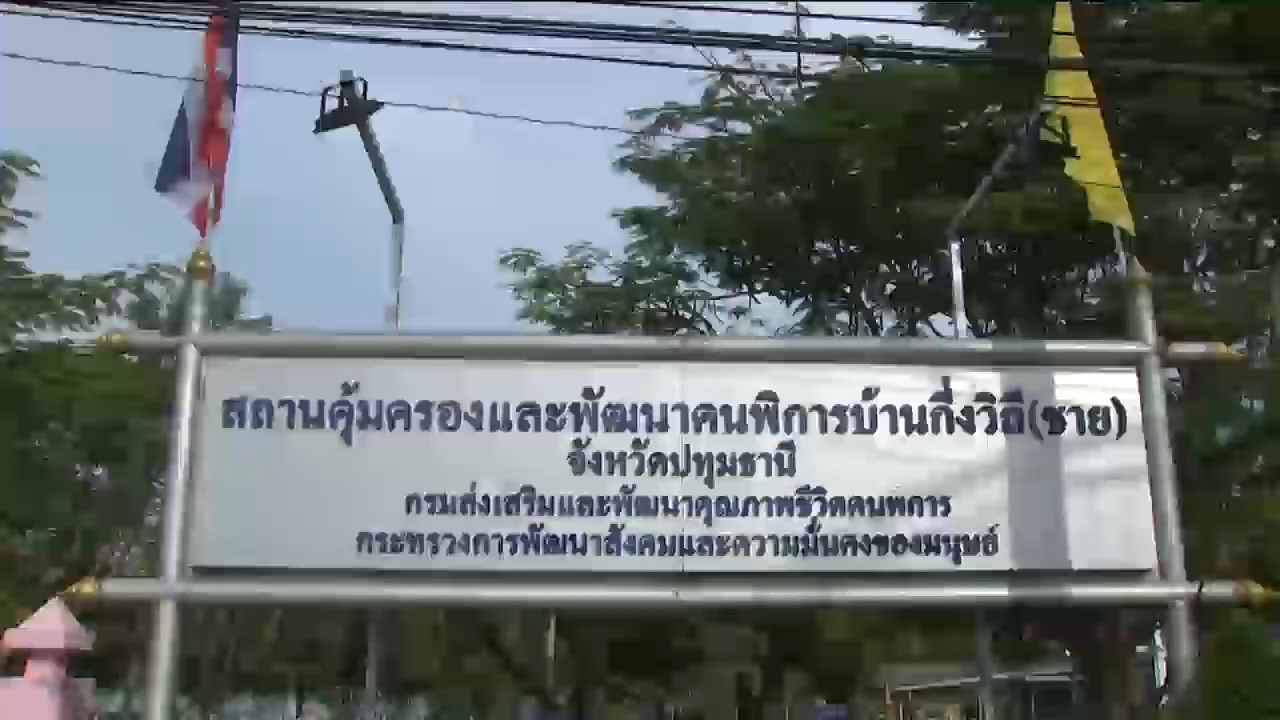 สถานคุ้มครองและพัฒนาคนพิการบ้านกึ่งวิถี(ชาย)
จังหวัดปทุมธานี
กรมส่งเสริมและพัฒนาคุณภาพชีวิตคนพการ
กระทรวงการพัฒนาสังคมและความมั่นคงของมนุษย์